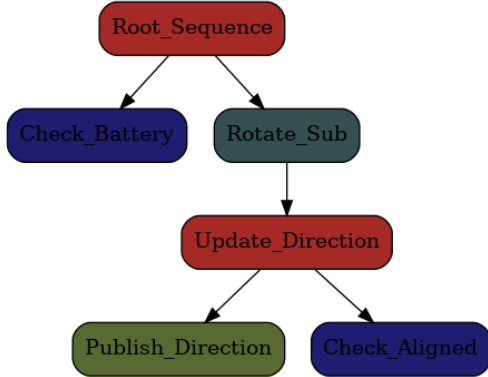 Root_Sequence
Check_Battery
Rotate_Sub
Update_Direction
Publish_Direction
Check_Aligned